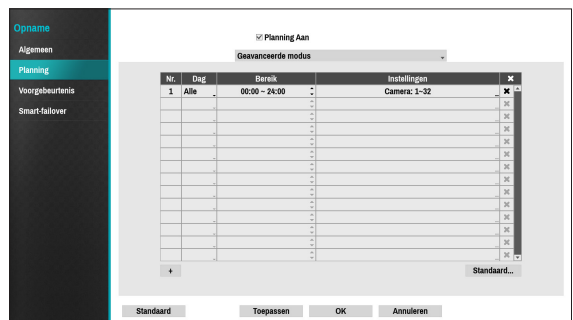 Opname
Algemeen
Planning
Voorgebeurtenis
Smart-failover
Planning Aan
Geavanceerde modus
Nr. Dag Bereik Instellingen
1 Alle 00:00 ~ 24:00 Camera: 1~32
+ Standaard...
Standaard Toepassen OK Annuleren